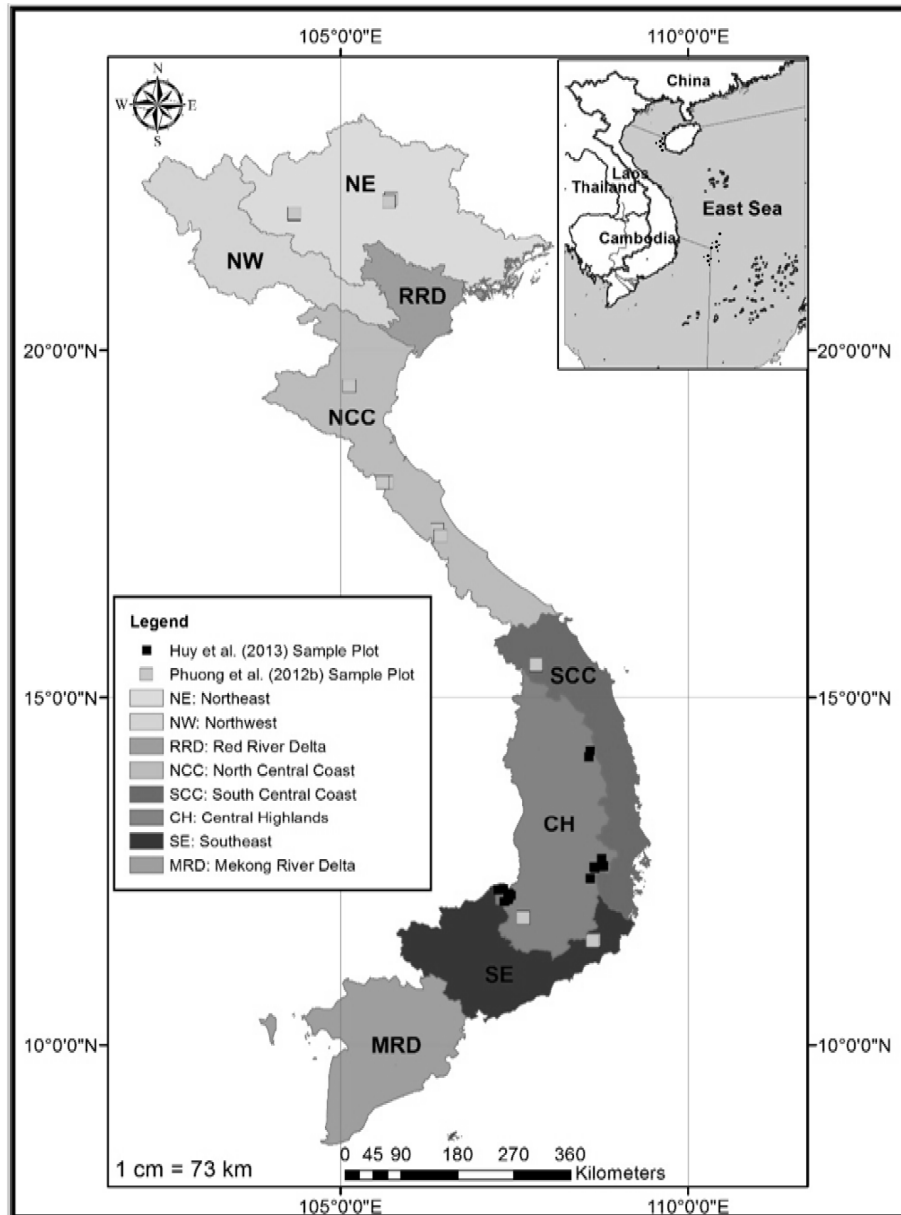 105°0'0"E 110°0'0"E
N
W E
S
China
Laos
Thailand
East Sea
Cambodia
NE
NW
RRD
20°0'0"N 20°0'0"N
NCC
Legend
Huy et al. (2013) Sample Plot
Phuong et al. (2012b) Sample Plot
NE: Northeast
NW: Northwest
RRD: Red River Delta
NCC: North Central Coast
SCC: South Central Coast
CH: Central Highlands
SE: Southeast
MRD: Mekong River Delta
SCC
15°0'0"N
CH
SE
10°0'0"N 10°0'0"N
MRD
1 cm = 73 km
0 45 90 180 270 360
Kilometers
105°0'0"E 110°0'0"E